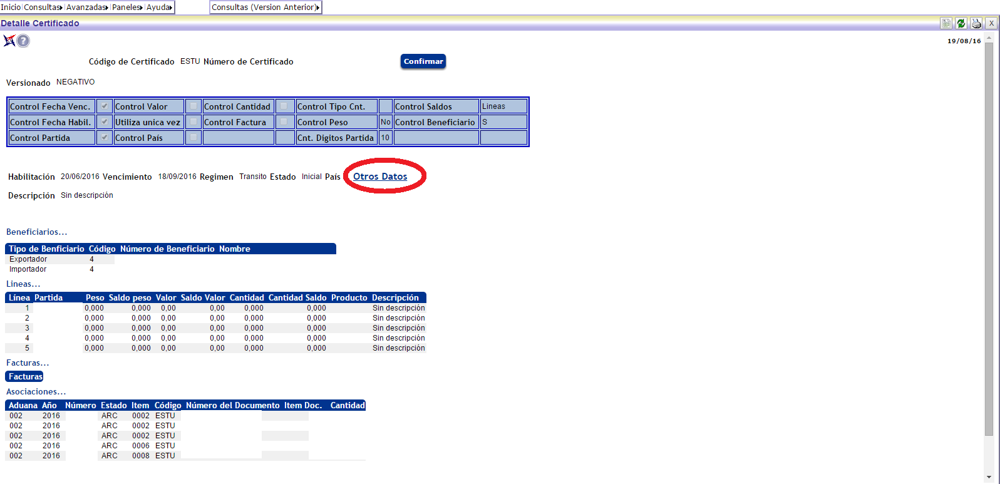 Inicio Consultas Avanzadas Paneles Ayuda Consultas (Version Anterior)
Detalle Certificado X
? 19/08/16
Código de Certificado ESTU Número de Certificado Confirmar
Versionado NEGATIVO
Control Fecha Venc. Control Valor Control Cantidad Control Tipo Cnt. Control Saldos Lineas
Control Fecha Habil. Utiliza unica vez Control Factura Control Peso No Control Beneficiario S
Control Partida Control País Cnt. Digitos Partida 10
Habilitación 20/06/2016 Vencimiento 18/09/2016 Regimen Transito Estado Inicial País Otros Datos
Descripción Sin descripción
Beneficiarios...
Tipo de Benficiario Código Número de Beneficiario Nombre
Exportador 4
Importador 4
Lineas...
Línea Partida Peso Saldo peso Valor Saldo Valor Cantidad Cantidad Saldo Producto Descripción
1 0,000 0,000 0,00 0,00 0,000 0,000 Sin descripción
2 0,000 0,000 0,00 0,00 0,000 0,000 Sin descripción
3 0,000 0,000 0,00 0,00 0,000 0,000 Sin descripción
4 0,000 0,000 0,00 0,00 0,000 0,000 Sin descripción
5 0,000 0,000 0,00 0,00 0,000 0,000 Sin descripción
Facturas...
Facturas
Asociaciones...
Aduana Año Número Estado Item Código Número del Documento Item Doc. Cantidad
002 2016 ARC 0002 ESTU
002 2016 ARC 0002 ESTU
002 2016 ARC 0002 ESTU
002 2016 ARC 0006 ESTU
002 2016 ARC 0008 ESTU